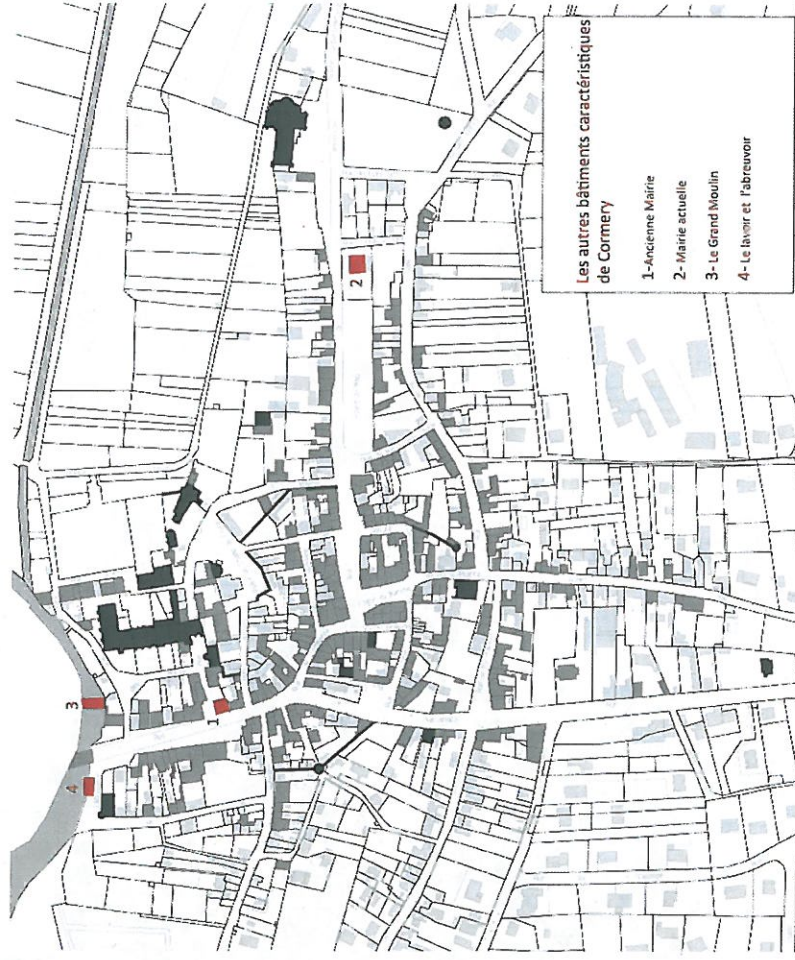 Les autres bâtiments caractéristiques
de Cormery
1-Ancienne Mairie
2- Mairie actuelle
3- Le Grand Moulin
4- Le lavoir et l'abreuvoir
3
4
1
2